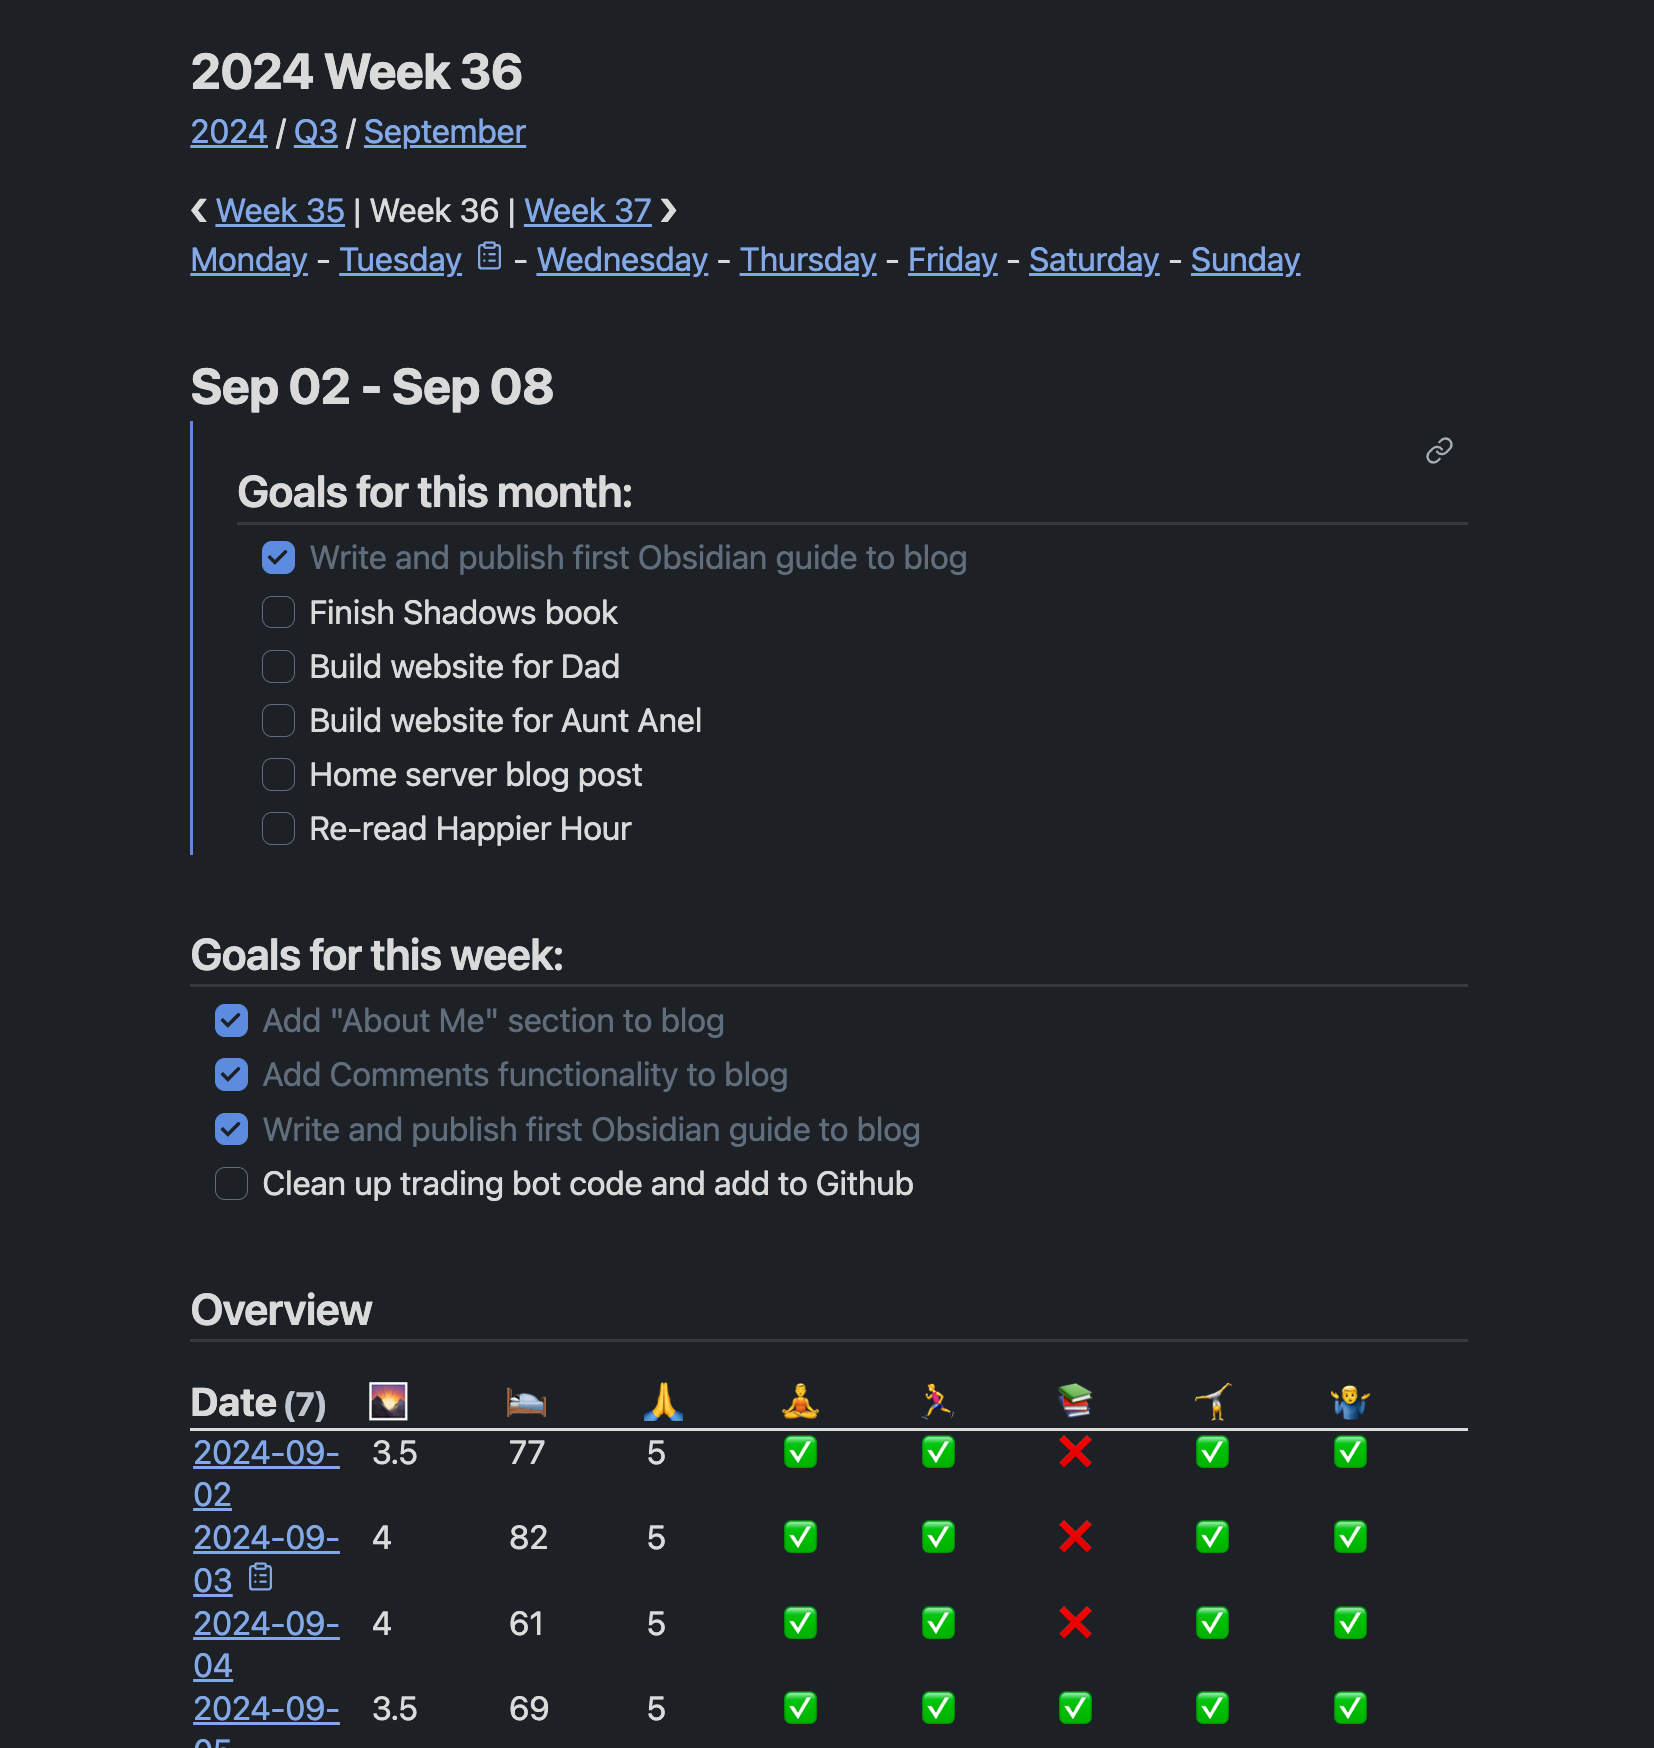 2024 Week 36
2024 / Q3 / September
❮ Week 35 | Week 36 | Week 37 ❯
Monday - Tuesday - Wednesday - Thursday - Friday - Saturday - Sunday
Sep 02 - Sep 08
Goals for this month:
Write and publish first Obsidian guide to blog
Finish Shadows book
Build website for Dad
Build website for Aunt Anel
Home server blog post
Re-read Happier Hour
Goals for this week:
Add "About Me" section to blog
Add Comments functionality to blog
Write and publish first Obsidian guide to blog
Clean up trading bot code and add to Github
Overview
Date (7) 🌄 🛌 🙏 🧘 🏃 📚 🤸 🤷
2024-09- 3.5 77 5 ✅ ✅ ❌ ✅ ✅
02
2024-09- 4 82 5 ✅ ✅ ❌ ✅ ✅
03
2024-09- 4 61 5 ✅ ✅ ❌ ✅ ✅
04
2024-09- 3.5 69 5 ✅ ✅ ✅ ✅ ✅